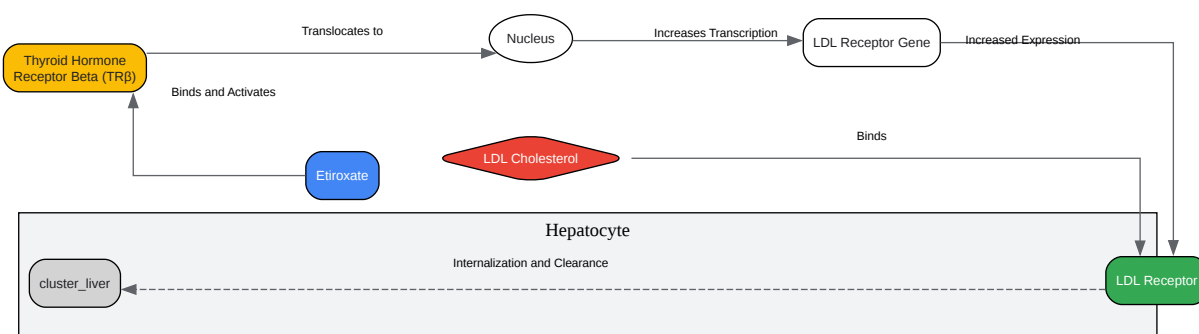 Translocates to
Nucleus
Increases Transcription
LDL Receptor Gene
Increased Expression
Thyroid Hormone
Receptor Beta (TRβ)
Binds and Activates
Binds
LDL Cholesterol
Etiroxate
Hepatocyte
Internalization and Clearance
cluster_liver
LDL Receptor